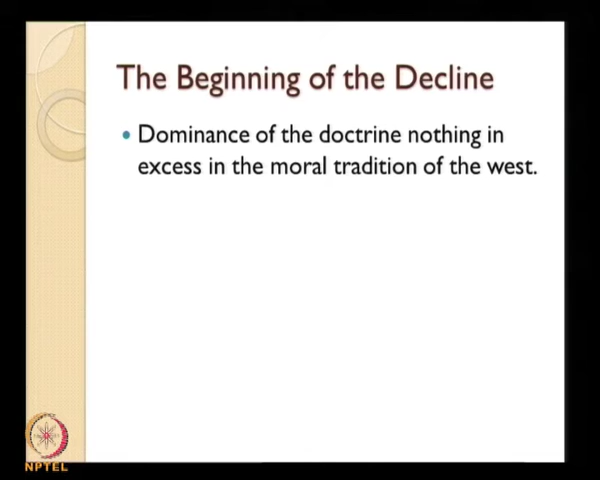 The Beginning of the Decline
Dominance of the doctrine nothing in
excess in the moral tradition of the west.
NPTEL